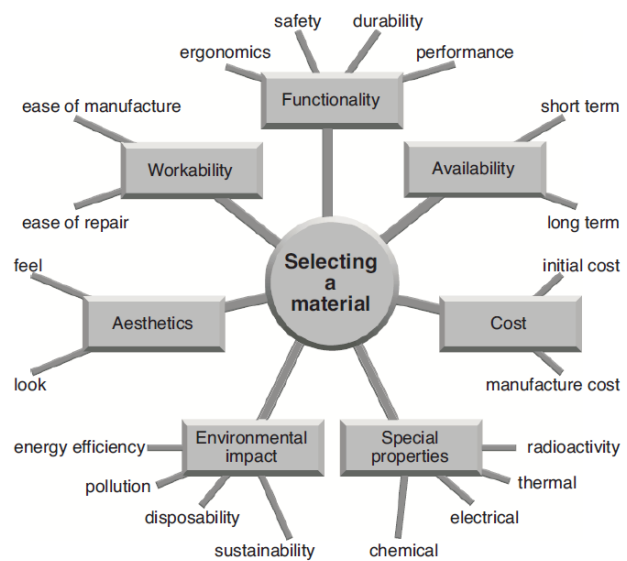 safety
durability
ergonomics
performance
Functionality
ease of manufacture
short term
Workability
Availability
ease of repair
long term
Selecting
a
material
feel
initial cost
Aesthetics
Cost
look
manufacture cost
energy efficiency
Environmental
impact
Special
properties
radioactivity
pollution
thermal
disposability
electrical
sustainability
chemical